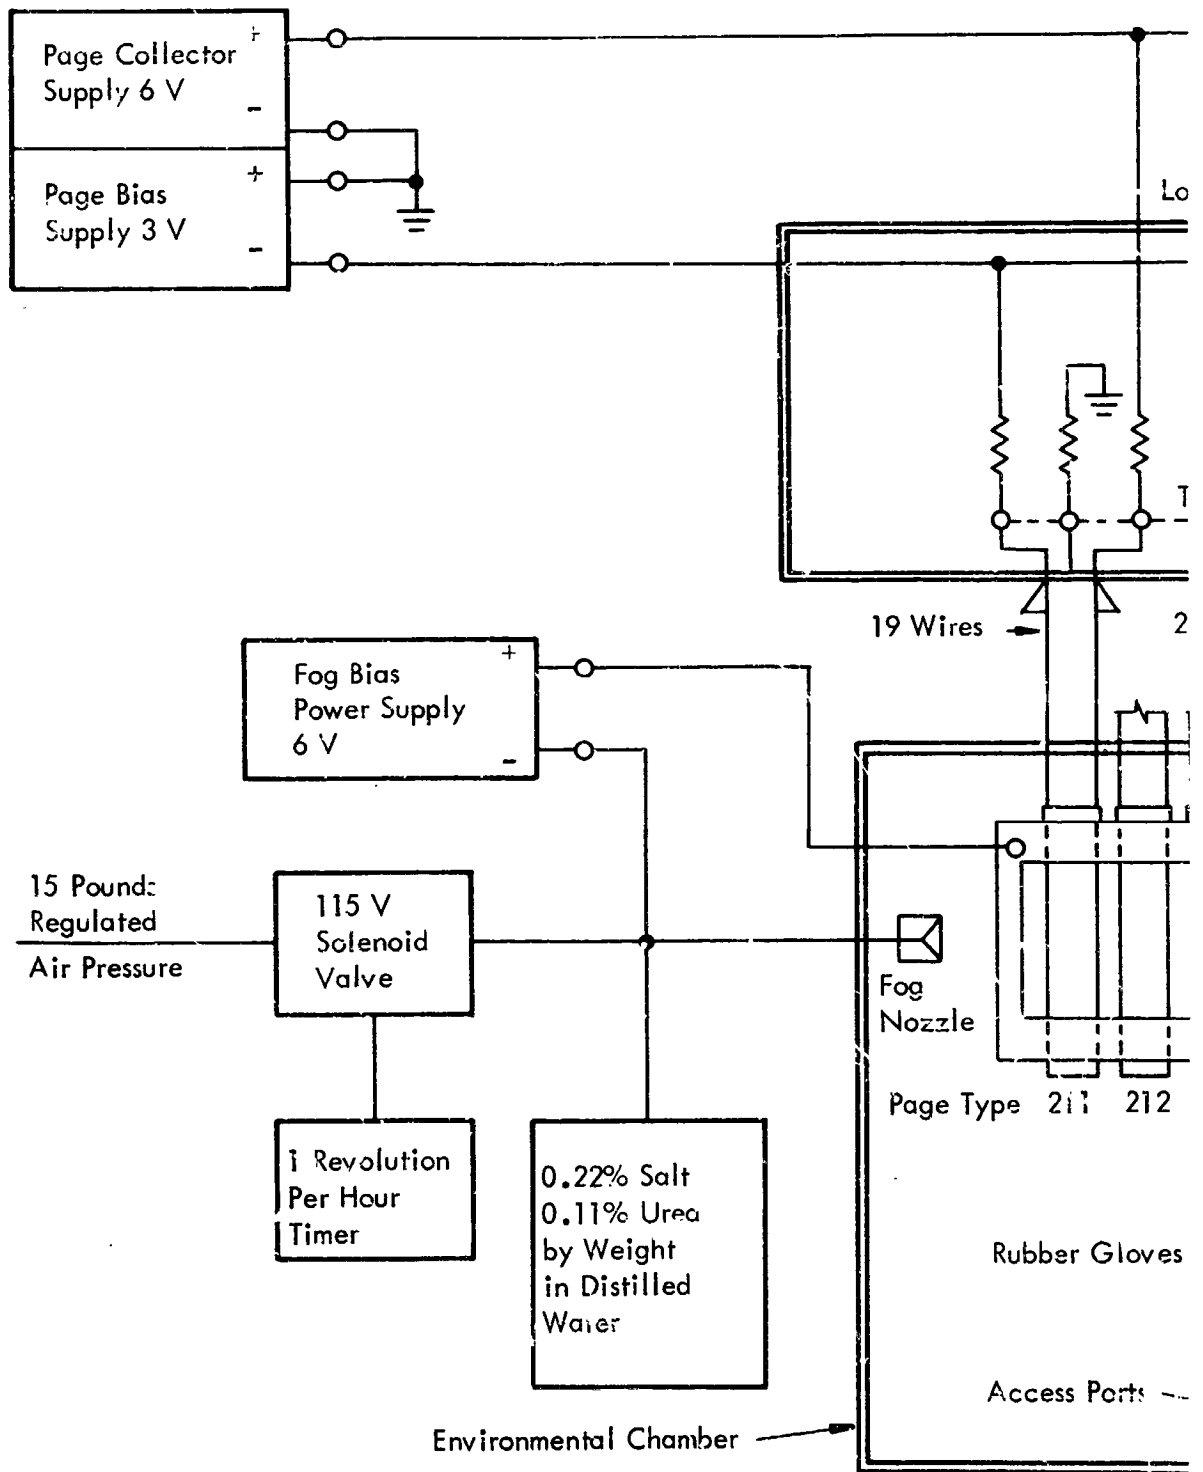 Page Collector
Supply 6 V
+
-
Page Bias
Supply 3 V
+
-
Lo
T
19 Wires
2
Fog Bias
Power Supply
6 V
+
-
15 Pounds
Regulated
Air Pressure
115 V
Solenoid
Valve
Fog
Nozzle
Page Type 211 212
1 Revolution
Per Hour
Timer
0.22% Salt
0.11% Urea
by Weight
in Distilled
Water
Rubber Gloves
Access Ports
Environmental Chamber